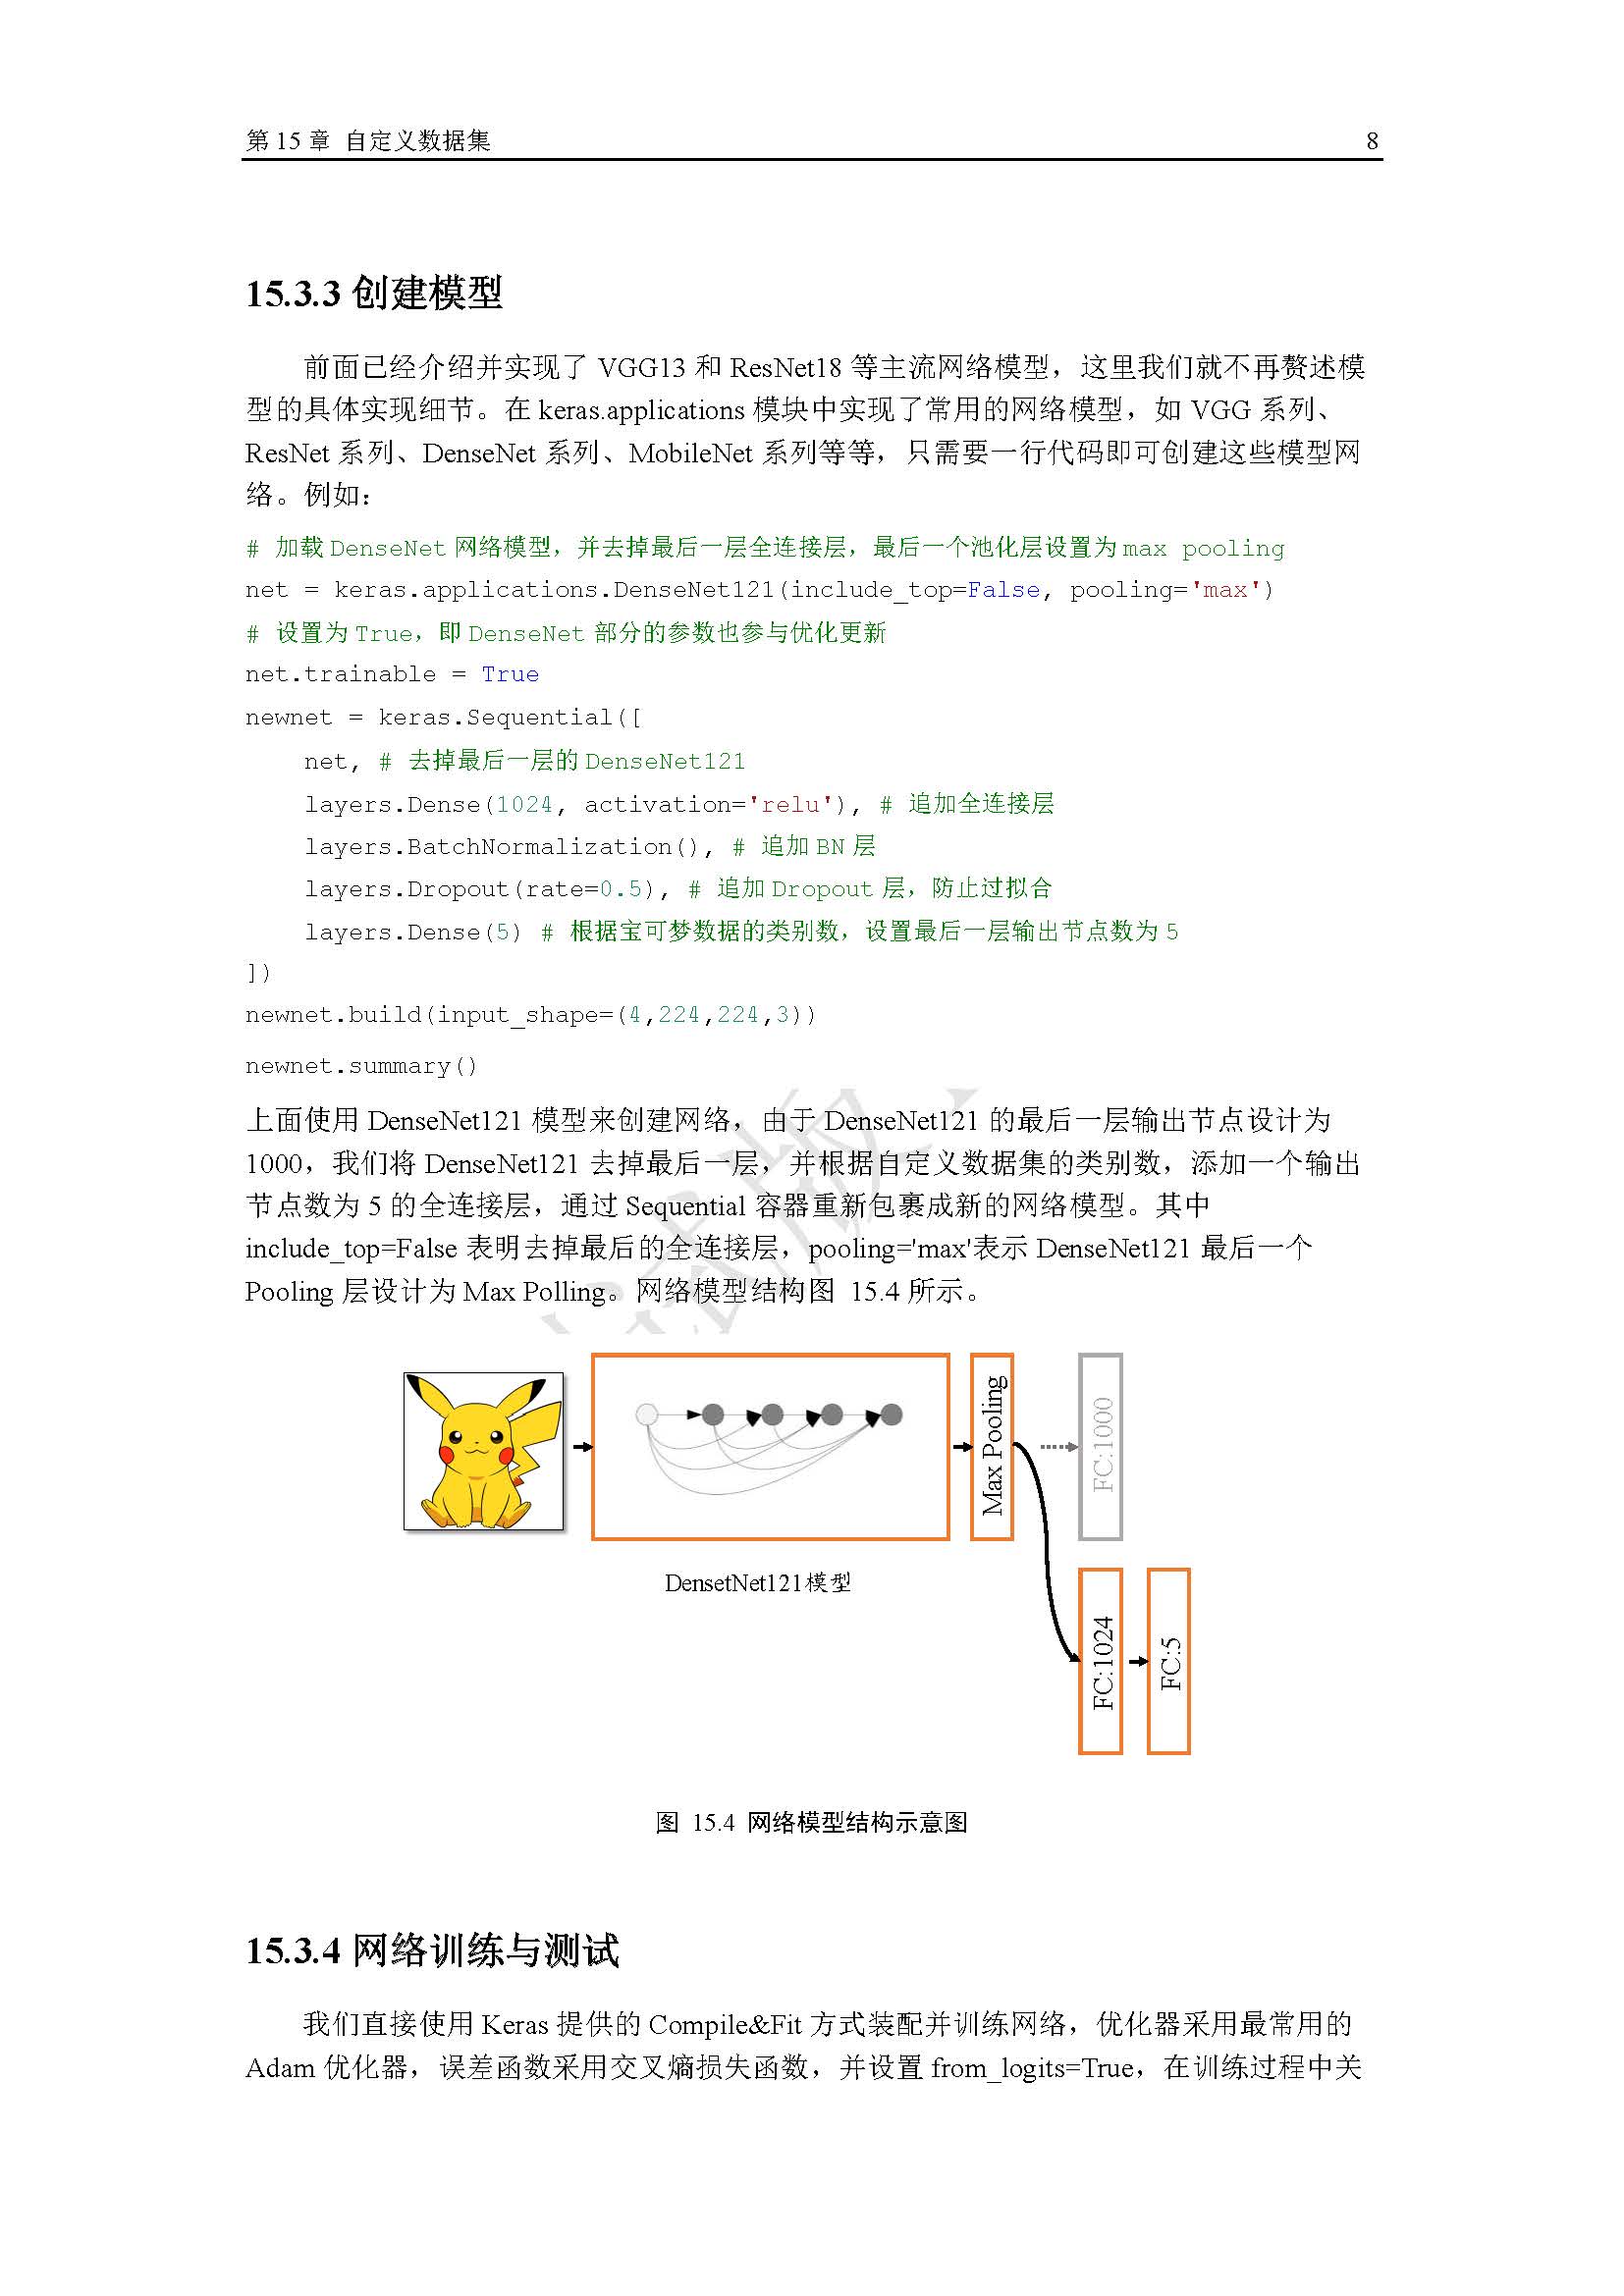 第 15 章 自定义数据集 8
15.3.3 创建模型
前面已经介绍并实现了 VGG13 和 ResNet18 等主流网络模型，这里我们就不再赘述模
型的具体实现细节。在 keras.applications 模块中实现了常用的网络模型，如 VGG 系列、
ResNet 系列、DenseNet 系列、MobileNet 系列等等，只需要一行代码即可创建这些模型网
络。例如：
# 加载 DenseNet 网络模型，并去掉最后一层全连接层，最后一个池化层设置为 max pooling
net = keras.applications.DenseNet121(include_top=False, pooling='max')
# 设置为 True，即 DenseNet 部分的参数也参与优化更新
net.trainable = True
newnet = keras.Sequential([
    net, # 去掉最后一层的 DenseNet121
    layers.Dense(1024, activation='relu'), # 追加全连接层
    layers.BatchNormalization(), # 追加 BN 层
    layers.Dropout(rate=0.5), # 追加 Dropout 层，防止过拟合
    layers.Dense(5) # 根据宝可梦数据的类别数，设置最后一层输出节点数为 5
])
newnet.build(input_shape=(4,224,224,3))
newnet.summary()
上面使用 DenseNet121 模型来创建网络，由于 DenseNet121 的最后一层输出节点设计为
1000，我们将 DenseNet121 去掉最后一层，并根据自定义数据集的类别数，添加一个输出
节点数为 5 的全连接层，通过 Sequential 容器重新包裹成新的网络模型。其中
include_top=False 表明去掉最后的全连接层，pooling='max'表示 DenseNet121 最后一个
Pooling 层设计为 Max Polling。网络模型结构图 15.4 所示。
Max Pooling
FC:1000
DensetNet121模型
FC:1024
FC:5
图 15.4 网络模型结构示意图
15.3.4 网络训练与测试
我们直接使用 Keras 提供的 Compile&Fit 方式装配并训练网络，优化器采用最常用的
Adam 优化器，误差函数采用交叉熵损失函数，并设置 from_logits=True，在训练过程中关